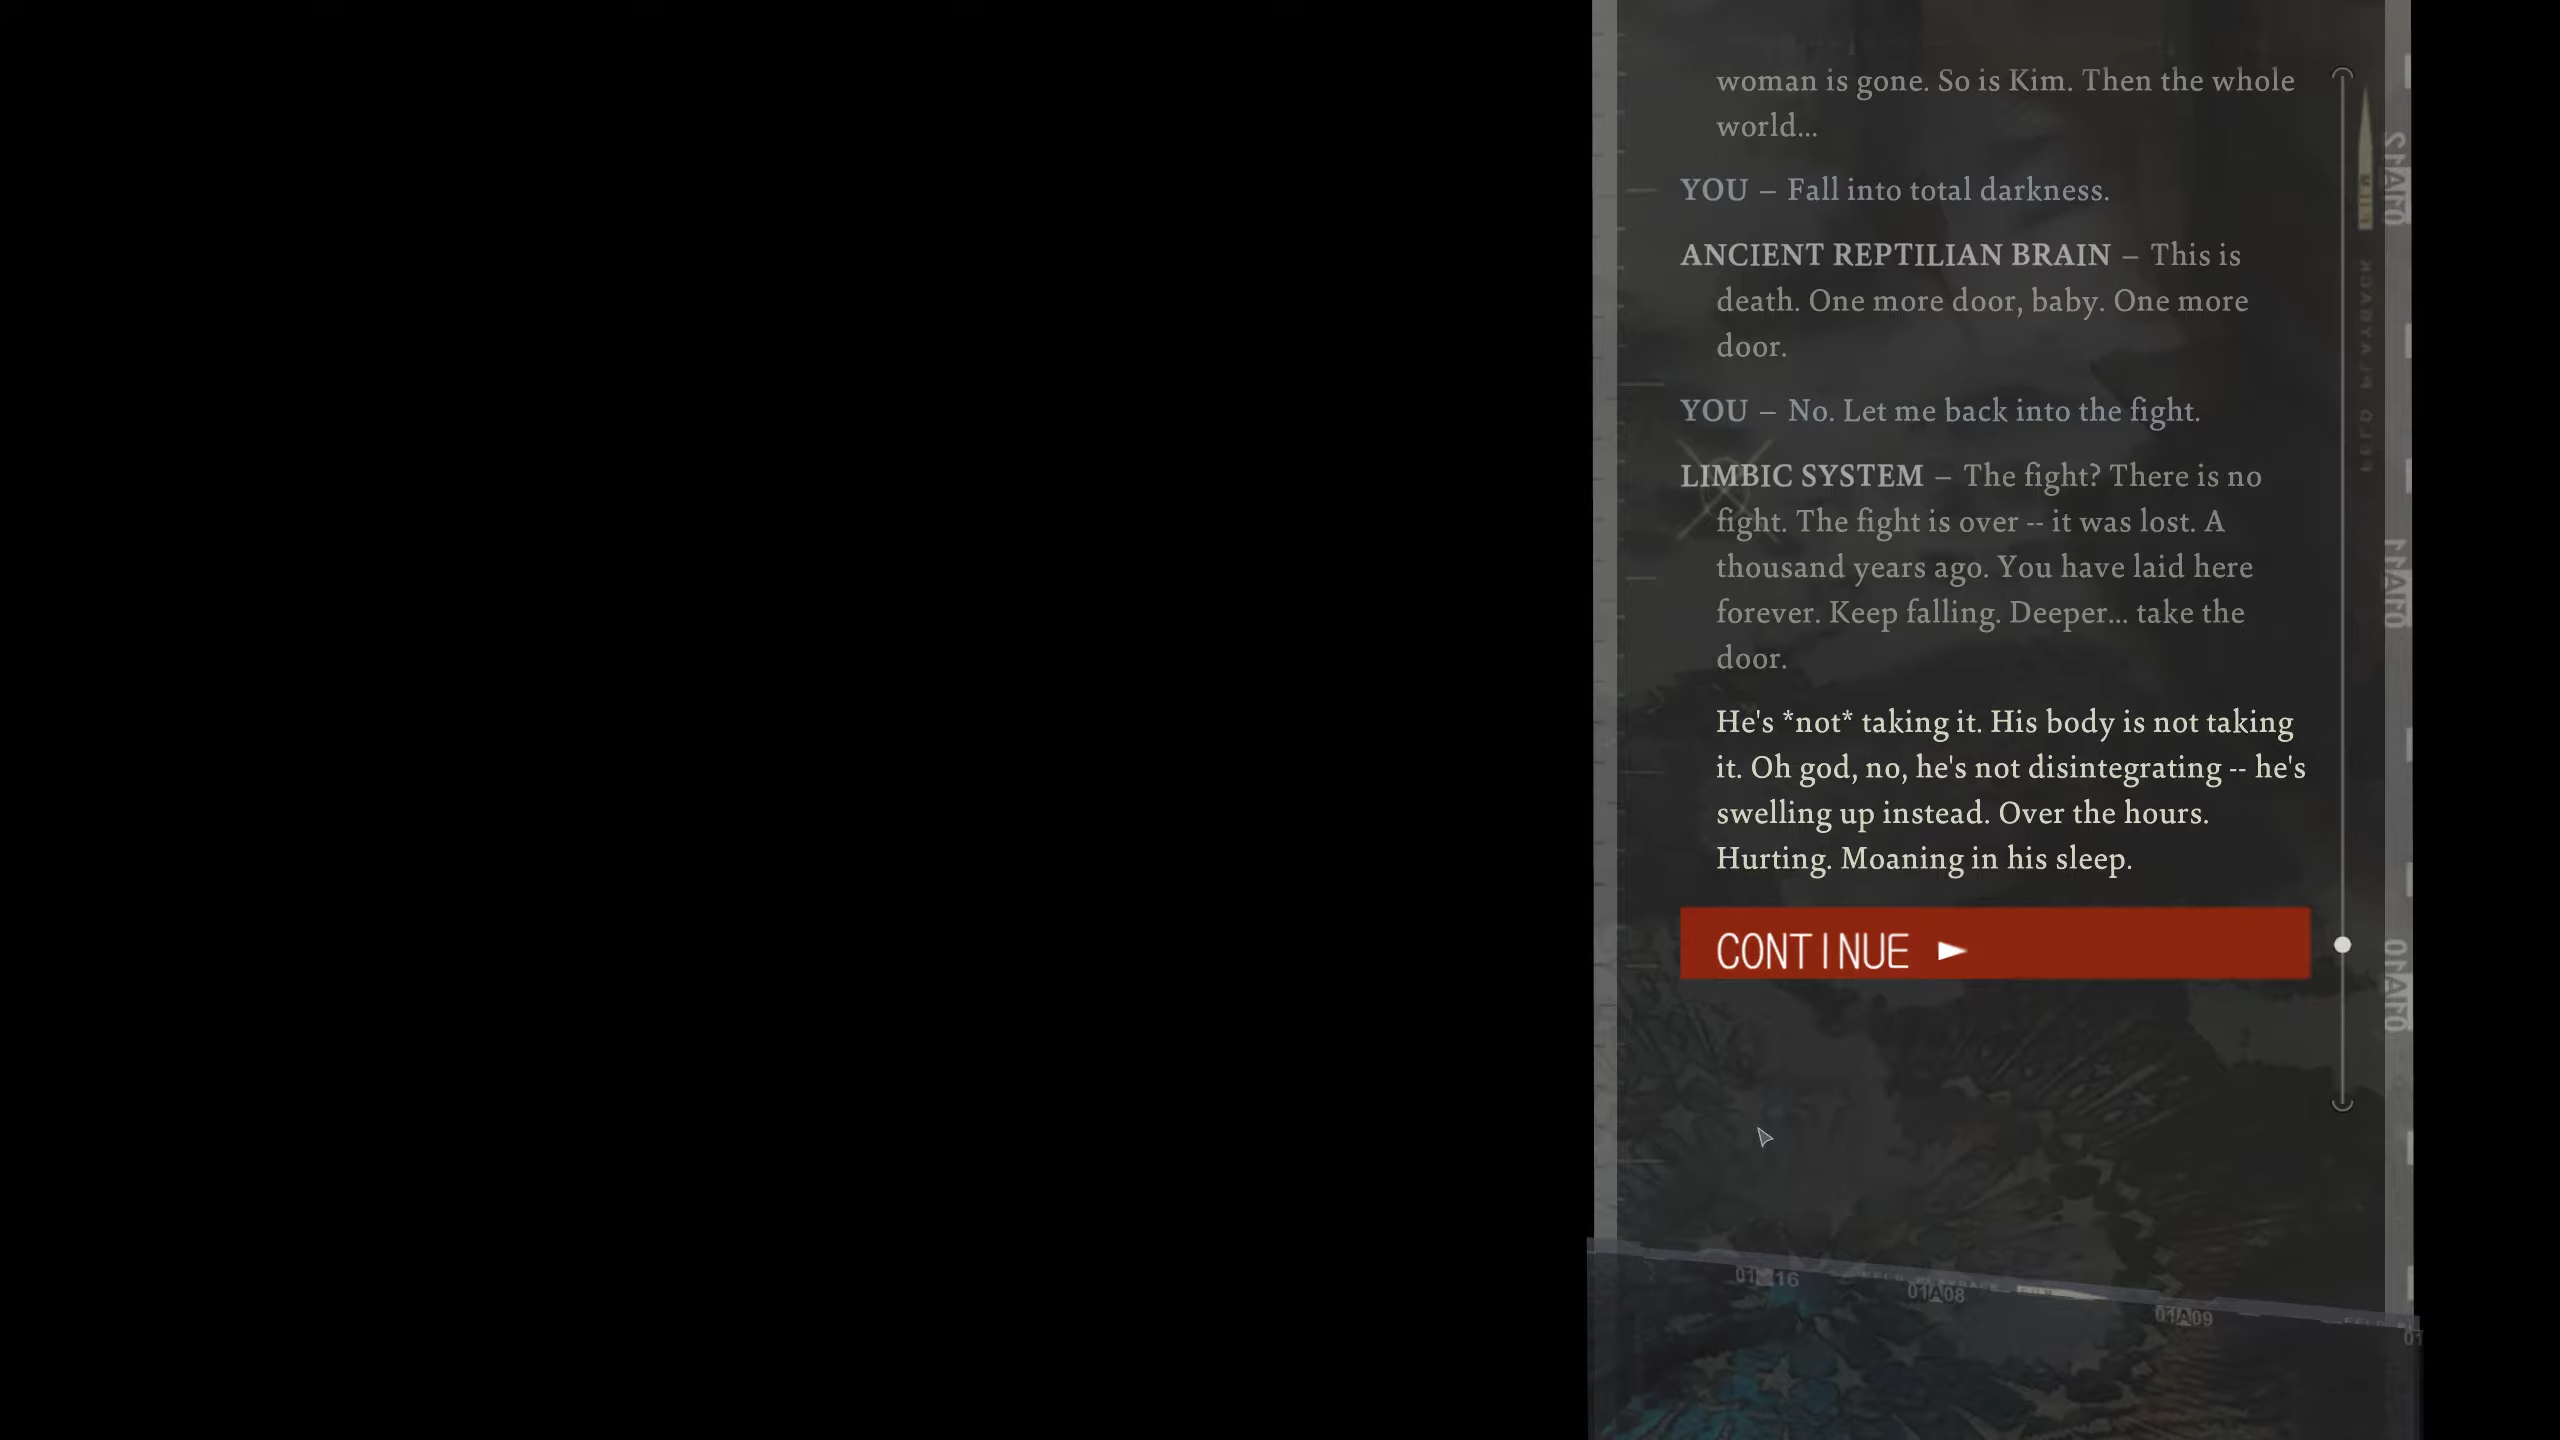 woman is gone. So is Kim. Then the whole
world...
YOU – Fall into total darkness.
ANCIENT REPTILIAN BRAIN – This is
death. One more door, baby. One more
door.
YOU – No. Let me back into the fight.
LIMBIC SYSTEM – The fight? There is no
fight. The fight is over -- it was lost. A
thousand years ago. You have laid here
forever. Keep falling. Deeper... take the
door.
He's *not* taking it. His body is not taking
it. Oh god, no, he's not disintegrating -- he's
swelling up instead. Over the hours.
Hurting. Moaning in his sleep.
CONTINUE ►
01A08
01A09